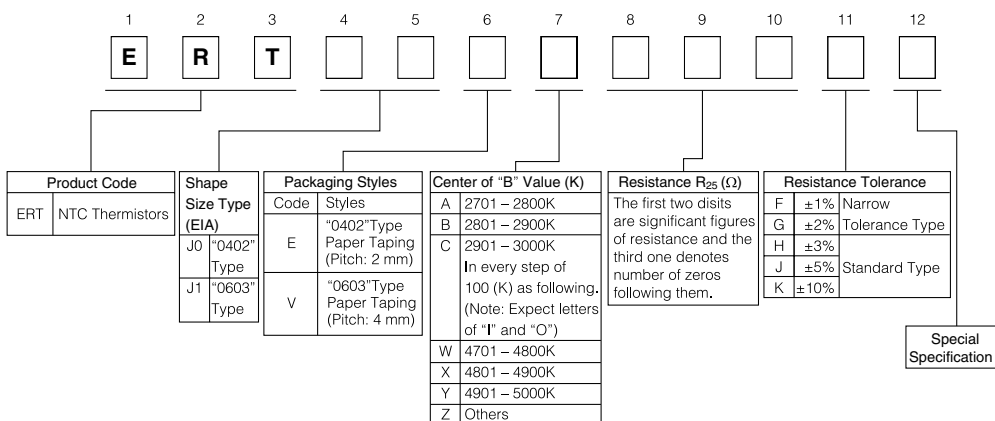 1 2 3 4 5 6 7 8 9 10 11 12
E R T
Product Code
ERT NTC Thermistors
Shape
Size Type
(EIA)
J0 "0402"
Type
J1 "0603"
Type
Packaging Styles
Code Styles
E "0402"Type
Paper Taping
(Pitch: 2 mm)
V "0603"Type
Paper Taping
(Pitch: 4 mm)
Center of "B" Value (K)
A 2701 – 2800K
B 2801 – 2900K
C 2901 – 3000K
In every step of
100 (K) as following.
(Note: Expect letters
of "I" and "O")
W 4701 – 4800K
X 4801 – 4900K
Y 4901 – 5000K
Z Others
Resistance R25 (Ω)
The first two disits
are significant figures
of resistance and the
third one denotes
number of zeros
following them.
Resistance Tolerance
F ±1% Narrow
G ±2% Tolerance Type
H ±3%
J ±5% Standard Type
K ±10%
Special
Specification